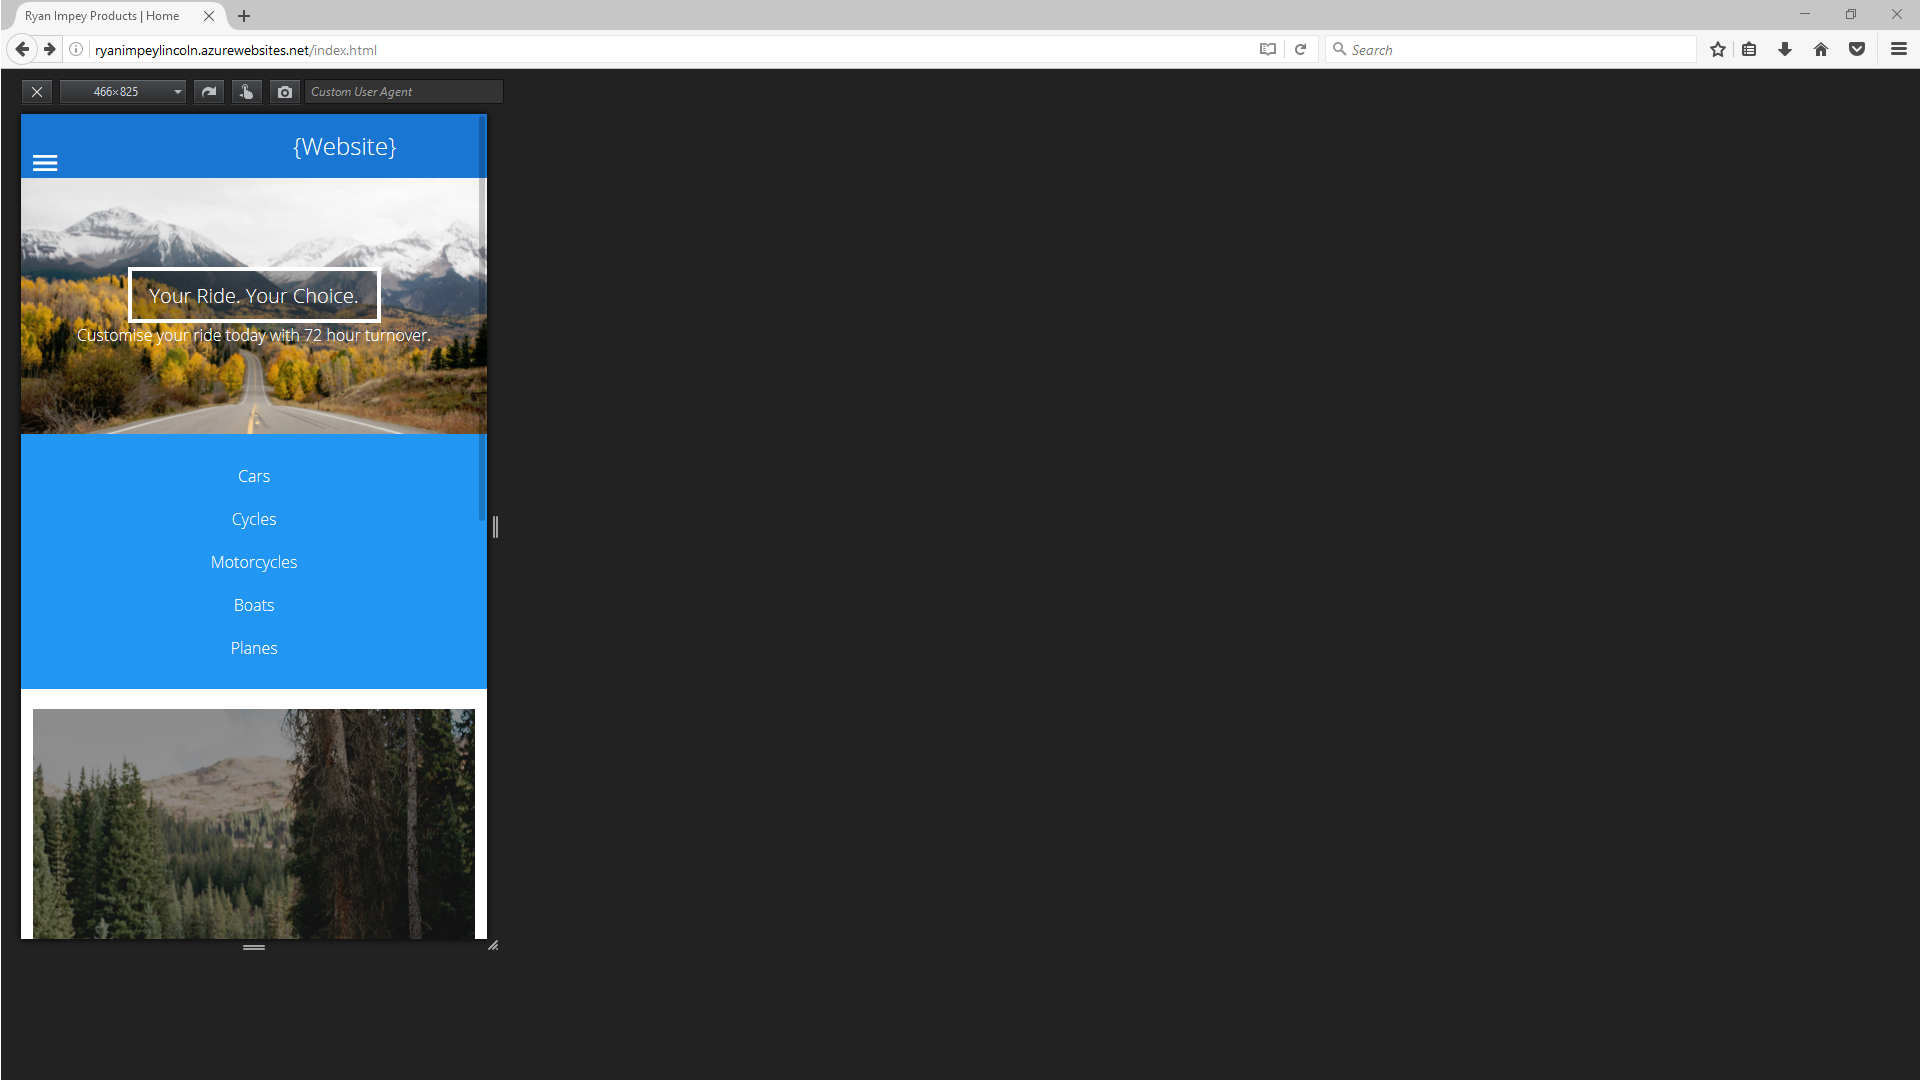 Ryan Impey Products | Home
ryanimpeylincoln.azurewebsites.net/index.html
Search
466×825
Custom User Agent
{Website}
Your Ride. Your Choice.
Customise your ride today with 72 hour turnover.
Cars
Cycles
Motorcycles
Boats
Planes